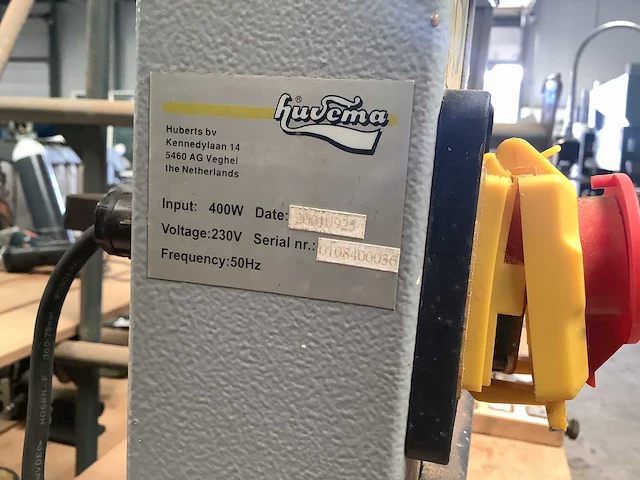 huvema®
Huberts bv
Kennedylaan 14
5460 AG Veghel
the Netherlands
Input: 400W Date:
Voltage:230V Serial nr.: 0108400036
Frequency:50Hz